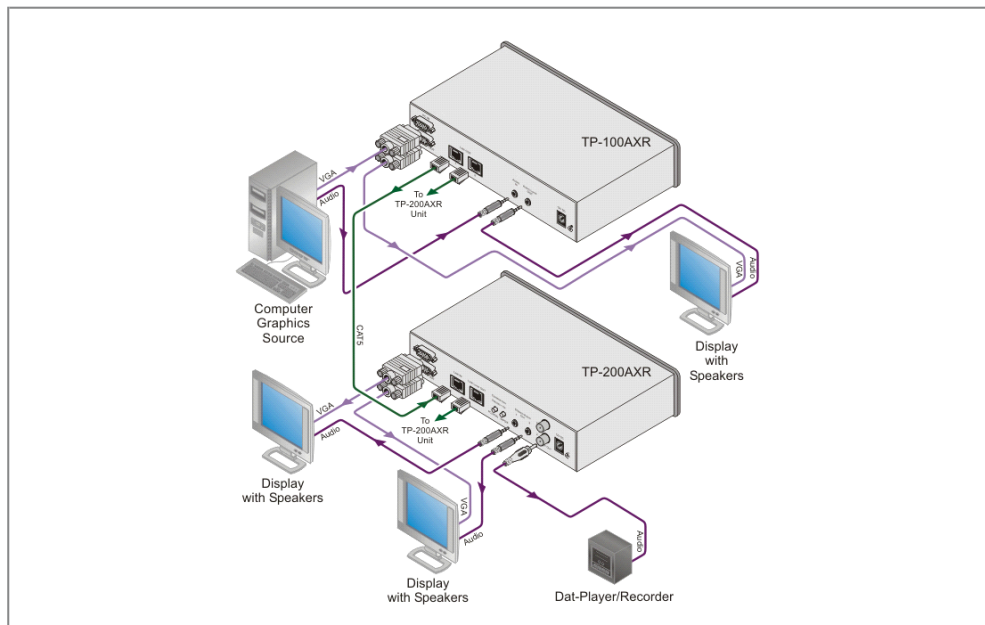 TP-100AXR
VGA
Audio
To
TP-200AXR
Unit
Computer
Graphics
Source
CAT5
VGA
Audio
Display
with
Speakers
TP-200AXR
VGA
Audio
To
TP-200AXR
Unit
Display
with Speakers
VGA
Audio
Display
with Speakers
Audio
Dat-Player/Recorder